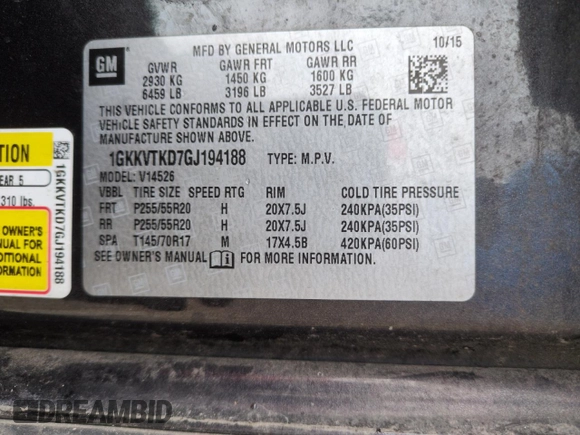 GM
MFD BY GENERAL MOTORS LLC
10/15
GVWR GAWR FRT GAWR RR
2930 KG 1450 KG 1600 KG
6459 LB 3196 LB 3527 LB
THIS VEHICLE CONFORMS TO ALL APPLICABLE U.S. FEDERAL MOTOR
VEHICLE SAFETY STANDARDS IN EFFECT ON THE DATE OF
MANUFACTURE SHOWN ABOVE.
1GKKVTKD7GJ194188 TYPE: M.P.V.
MODEL: V14526
VBBL TIRE SIZE SPEED RTG RIM COLD TIRE PRESSURE
FRT P255/55R20 H 20X7.5J 240KPA(35PSI)
RR P255/55R20 H 20X7.5J 240KPA(35PSI)
SPA T145/70R17 M 17X4.5B 420KPA(60PSI)
SEE OWNER'S MANUAL i FOR MORE INFORMATION.
EAR 5
310 lbs.
OWNER'S
NUAL FOR
DITIONAL
ORMATION
1GKKVTKD7GJ194188
DREAMBID